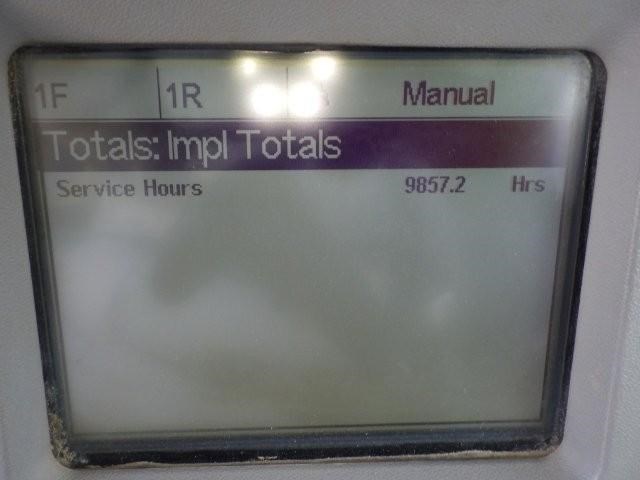 1F 1R Manual
Totals: Impl Totals
Service Hours 9857.2 Hrs